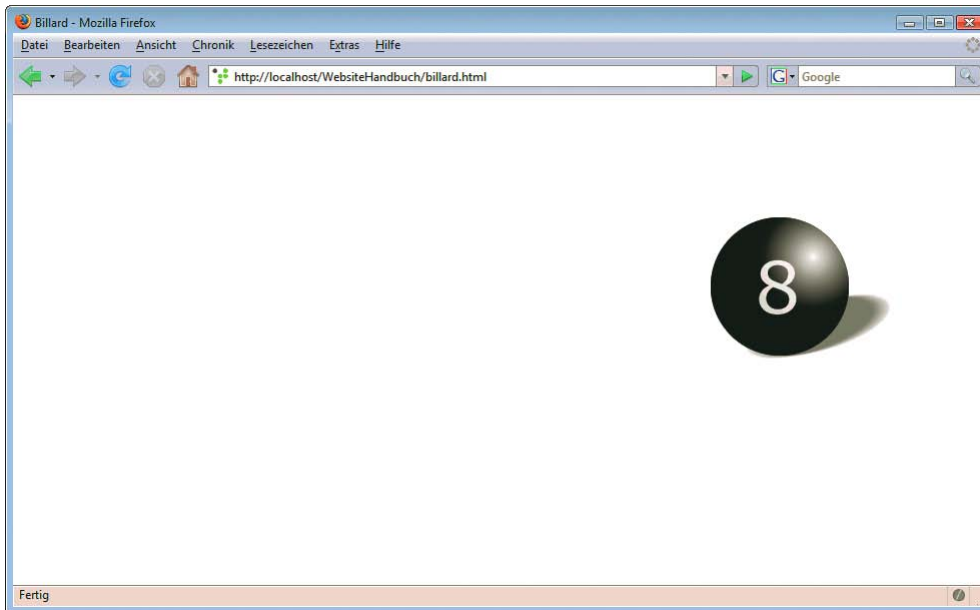 Billard - Mozilla Firefox
Datei Bearbeiten Ansicht Chronik Lesezeichen Extras Hilfe
http://localhost/WebsiteHandbuch/billard.html G Google
8
Fertig